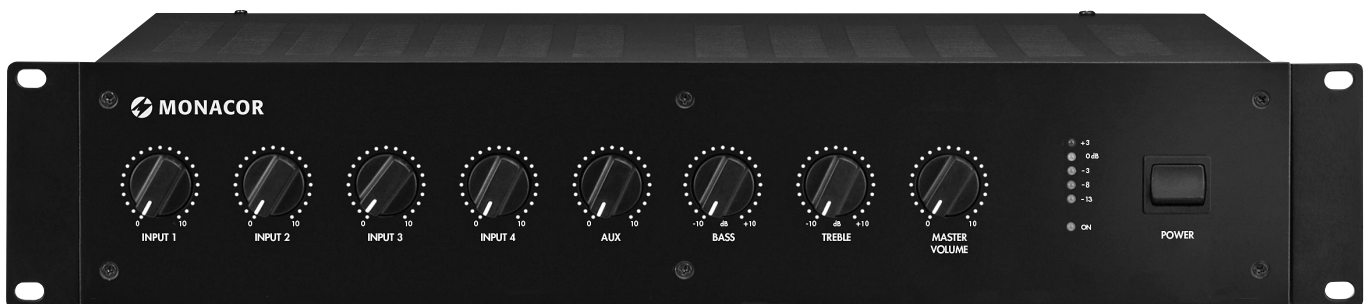 MONACOR
0 10
INPUT 1
0 10
INPUT 2
0 10
INPUT 3
0 10
INPUT 4
0 10
AUX
-10 dB +10
BASS
-10 dB +10
TREBLE
0 10
MASTER
VOLUME
+3
0 dB
-3
-8
-13
ON
POWER